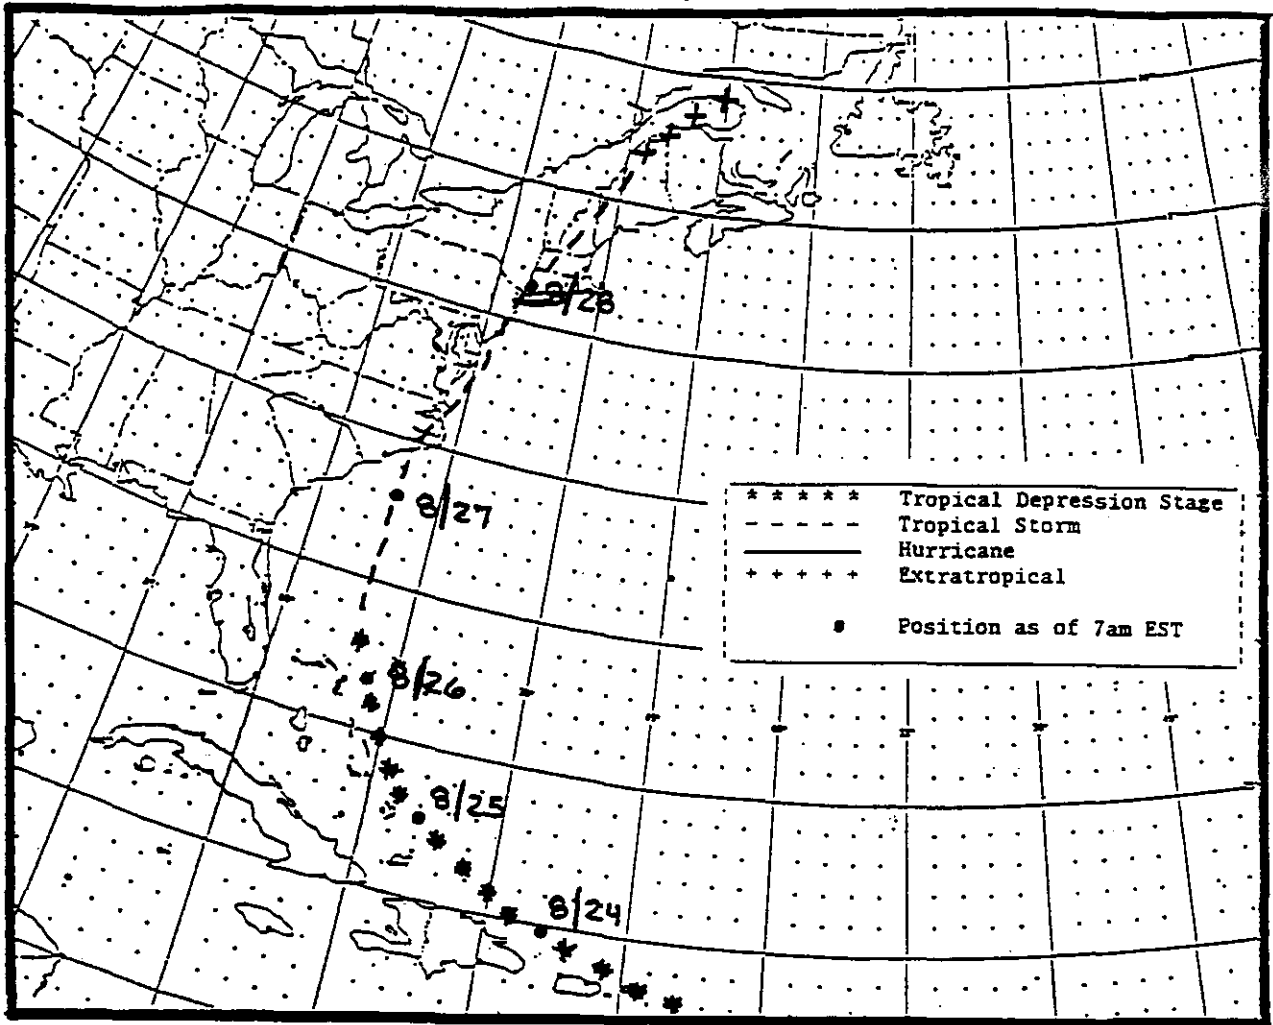 8/28
8/27
* * * * * Tropical Depression Stage
- - - - - Tropical Storm
Hurricane
+ + + + + Extratropical
• Position as of 7am EST
8/26
8/25
8/24